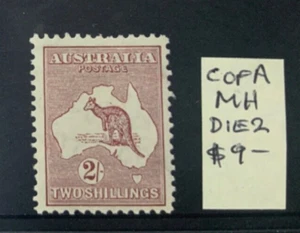 AUSTRALIA
POSTAGE
2/-
TWO SHILLINGS
COFA
MH
DIE2
$9-